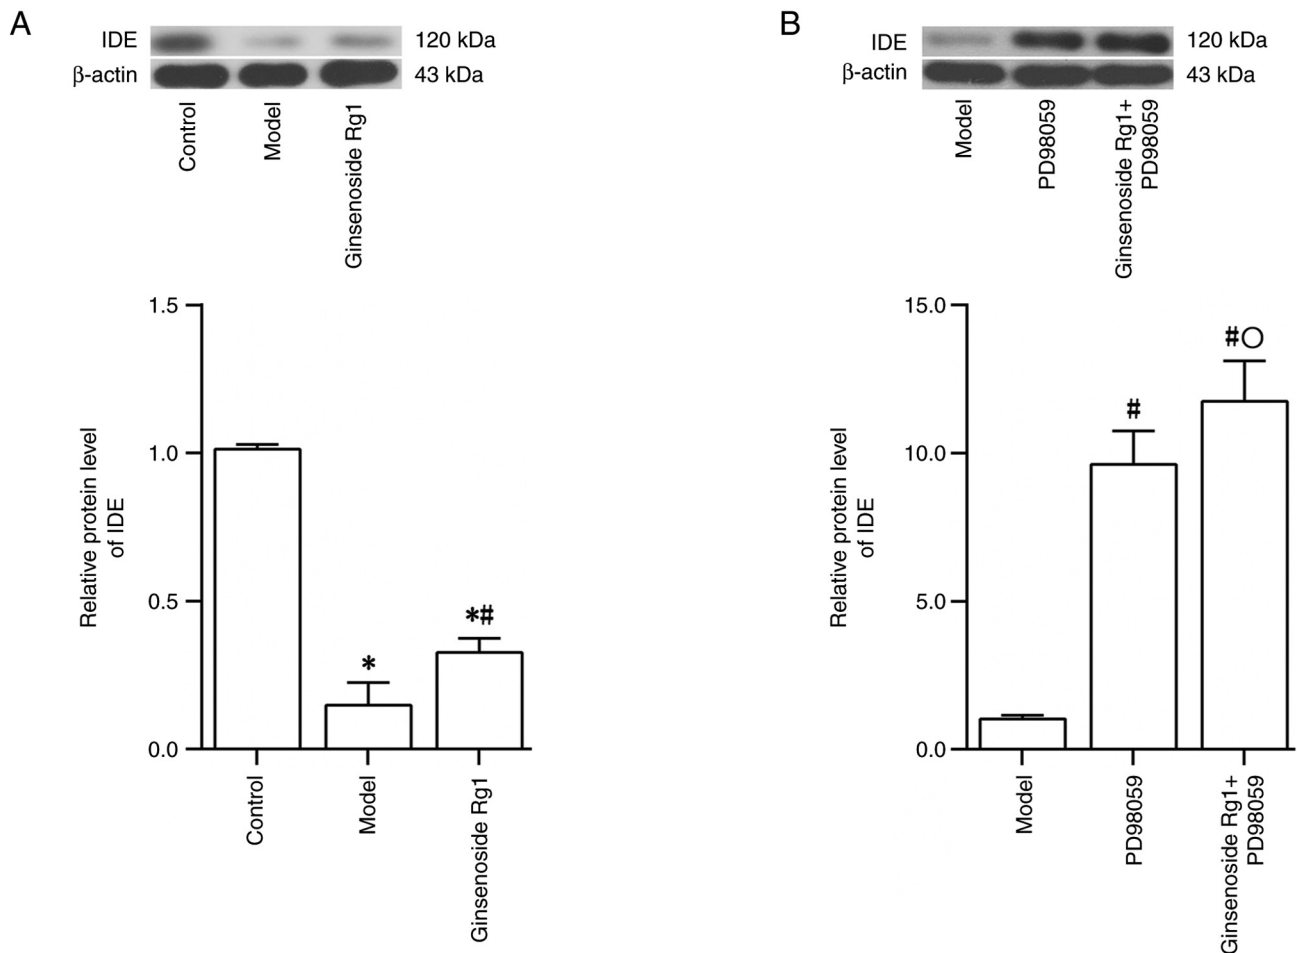 A
IDE
120 kDa
β-actin
43 kDa
Control
Model
Ginsenoside Rg1
1.5
1.0
0.5
0.0
Relative protein level
of IDE
*
*#
Control
Model
Ginsenoside Rg1
B
IDE
120 kDa
β-actin
43 kDa
Model
PD98059
Ginsenoside Rg1+
PD98059
15.0
10.0
5.0
0.0
Relative protein level
of IDE
#
#○
Model
PD98059
Ginsenoside Rg1+
PD98059